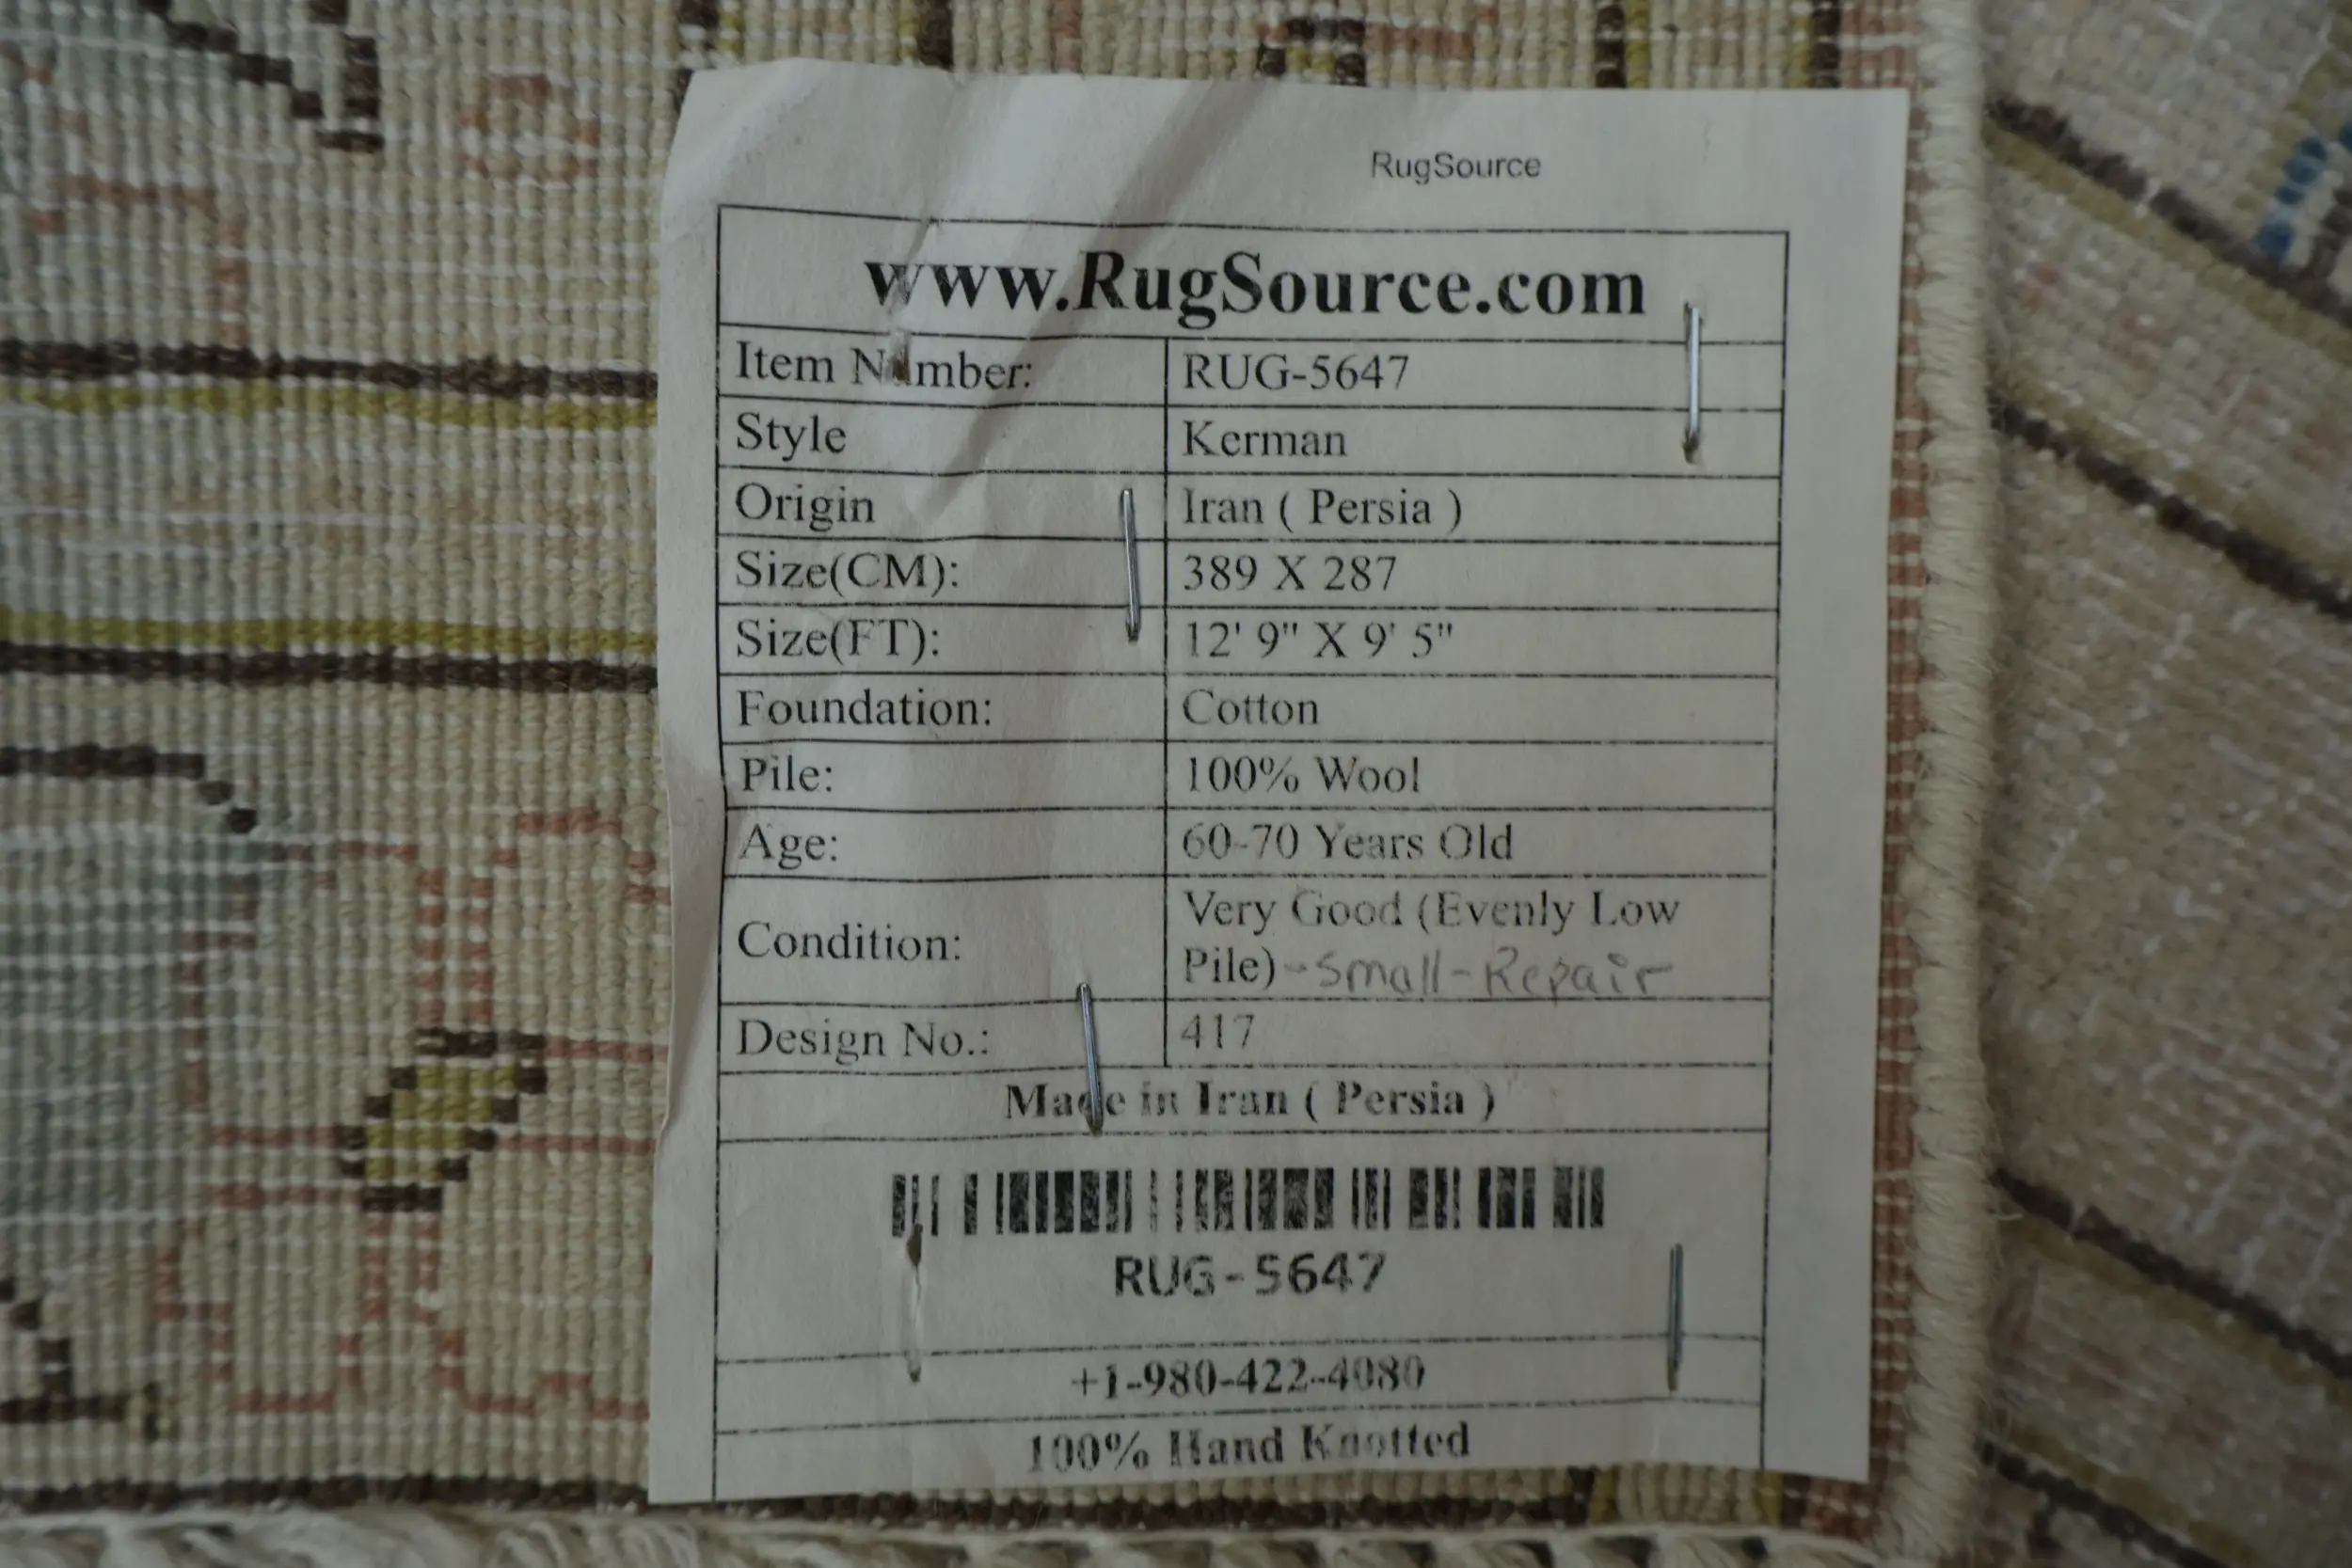 RugSource
www.RugSource.com
Item Number: RUG-5647
Style Kerman
Origin Iran ( Persia )
Size(CM): 389 X 287
Size(FT): 12' 9" X 9' 5"
Foundation: Cotton
Pile: 100% Wool
Age: 60-70 Years Old
Condition: Very Good (Evenly Low
Pile) -Small-Repair
Design No.: 417
Made in Iran ( Persia )
RUG-5647
+1-980-422-4080
100% Hand Knotted